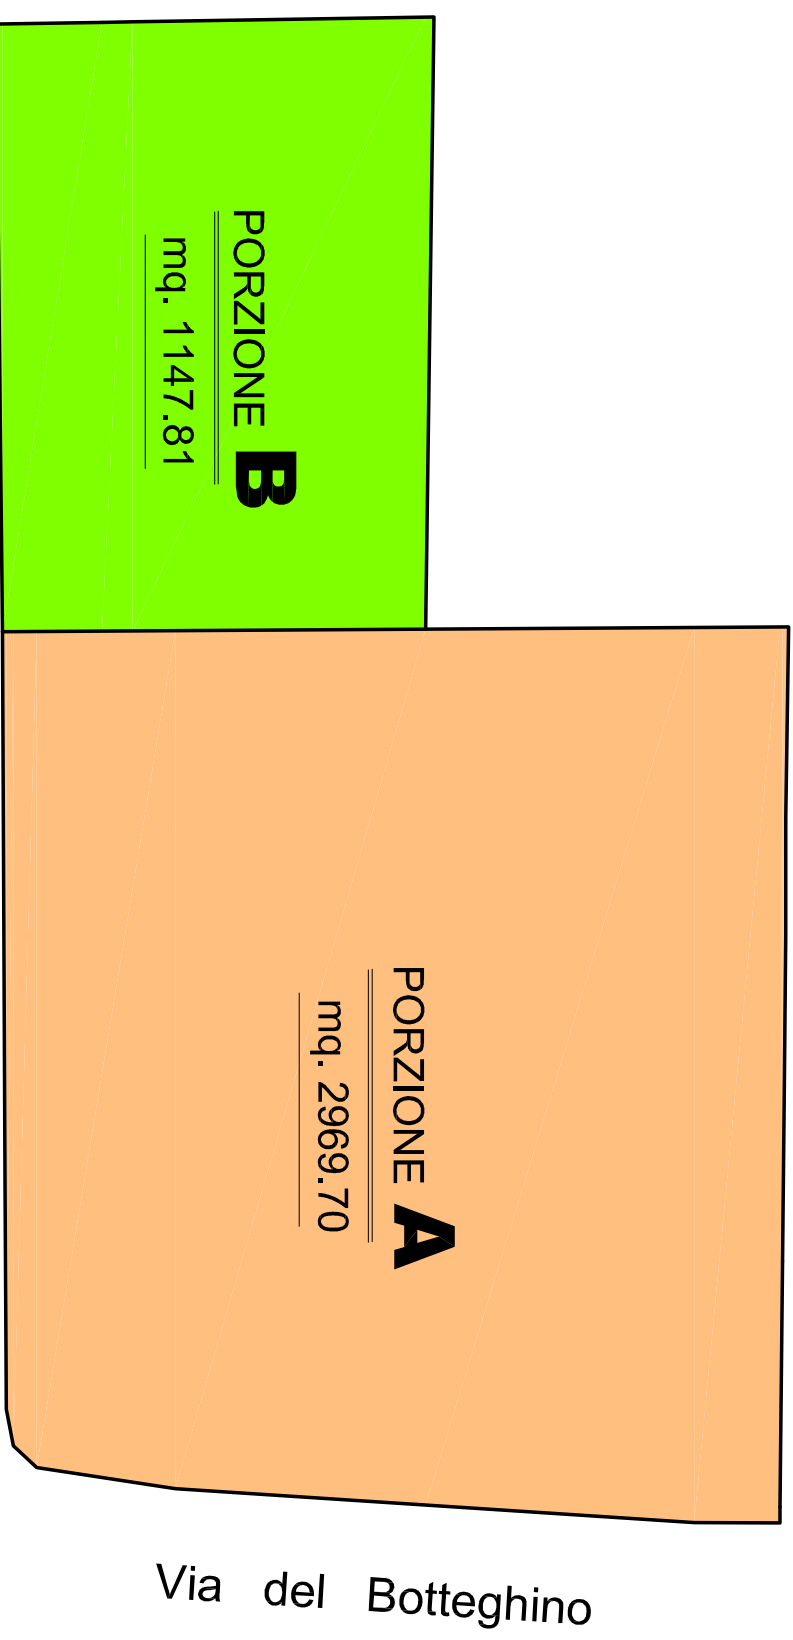 PORZIONE B
mq. 1147.81
PORZIONE A
mq. 2969.70
Via del Botteghino